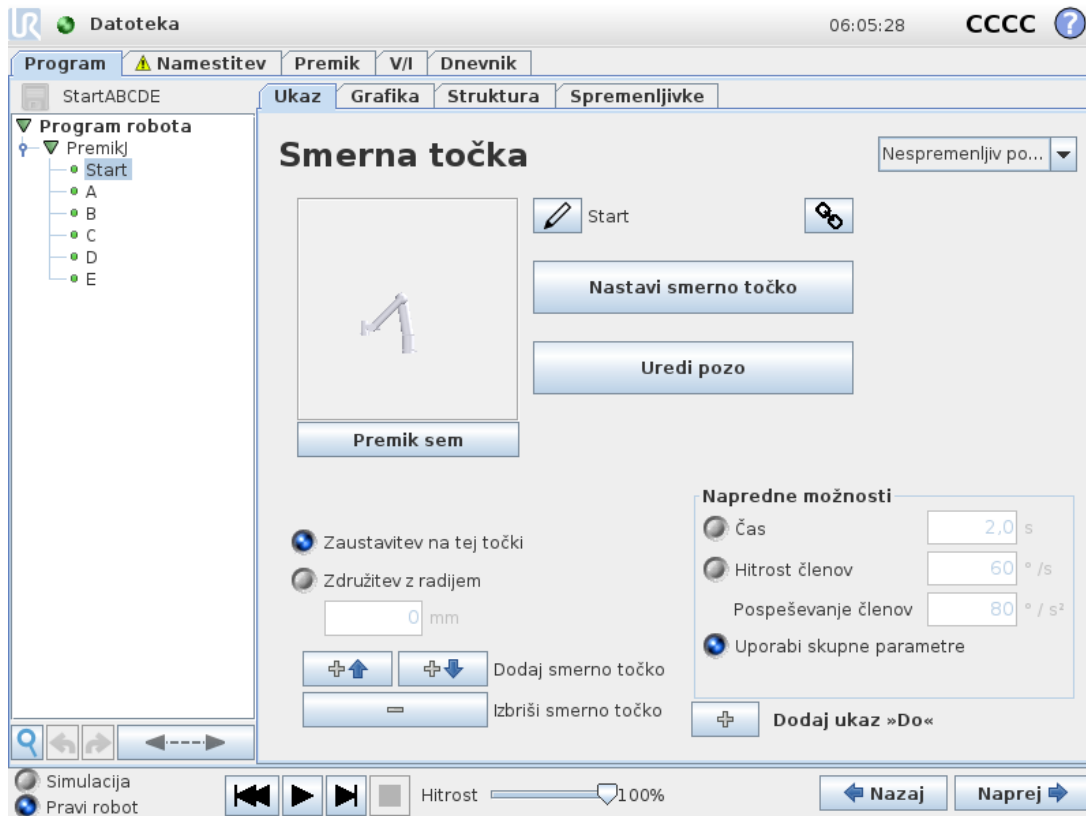 UR Datoteka 06:05:28 CCCC ?
Program Namestitev Premik V/I Dnevnik
StartABCDE
Ukaz Grafika Struktura Spremenljivke
Program robota
PremikJ
Start
A
B
C
D
E
Smerna točka
Nespremenljiv po...
Start
Nastavi smerno točko
Uredi pozo
Premik sem
Zaustavitev na tej točki
Združitev z radijem
0 mm
Dodaj smerno točko
Izbriši smerno točko
Napredne možnosti
Čas 2,0 s
Hitrost členov 60 ° /s
Pospeševanje členov 80 ° / s²
Uporabi skupne parametre
Dodaj ukaz »Do«
Simulacija
Pravi robot
Hitrost 100%
Nazaj Naprej